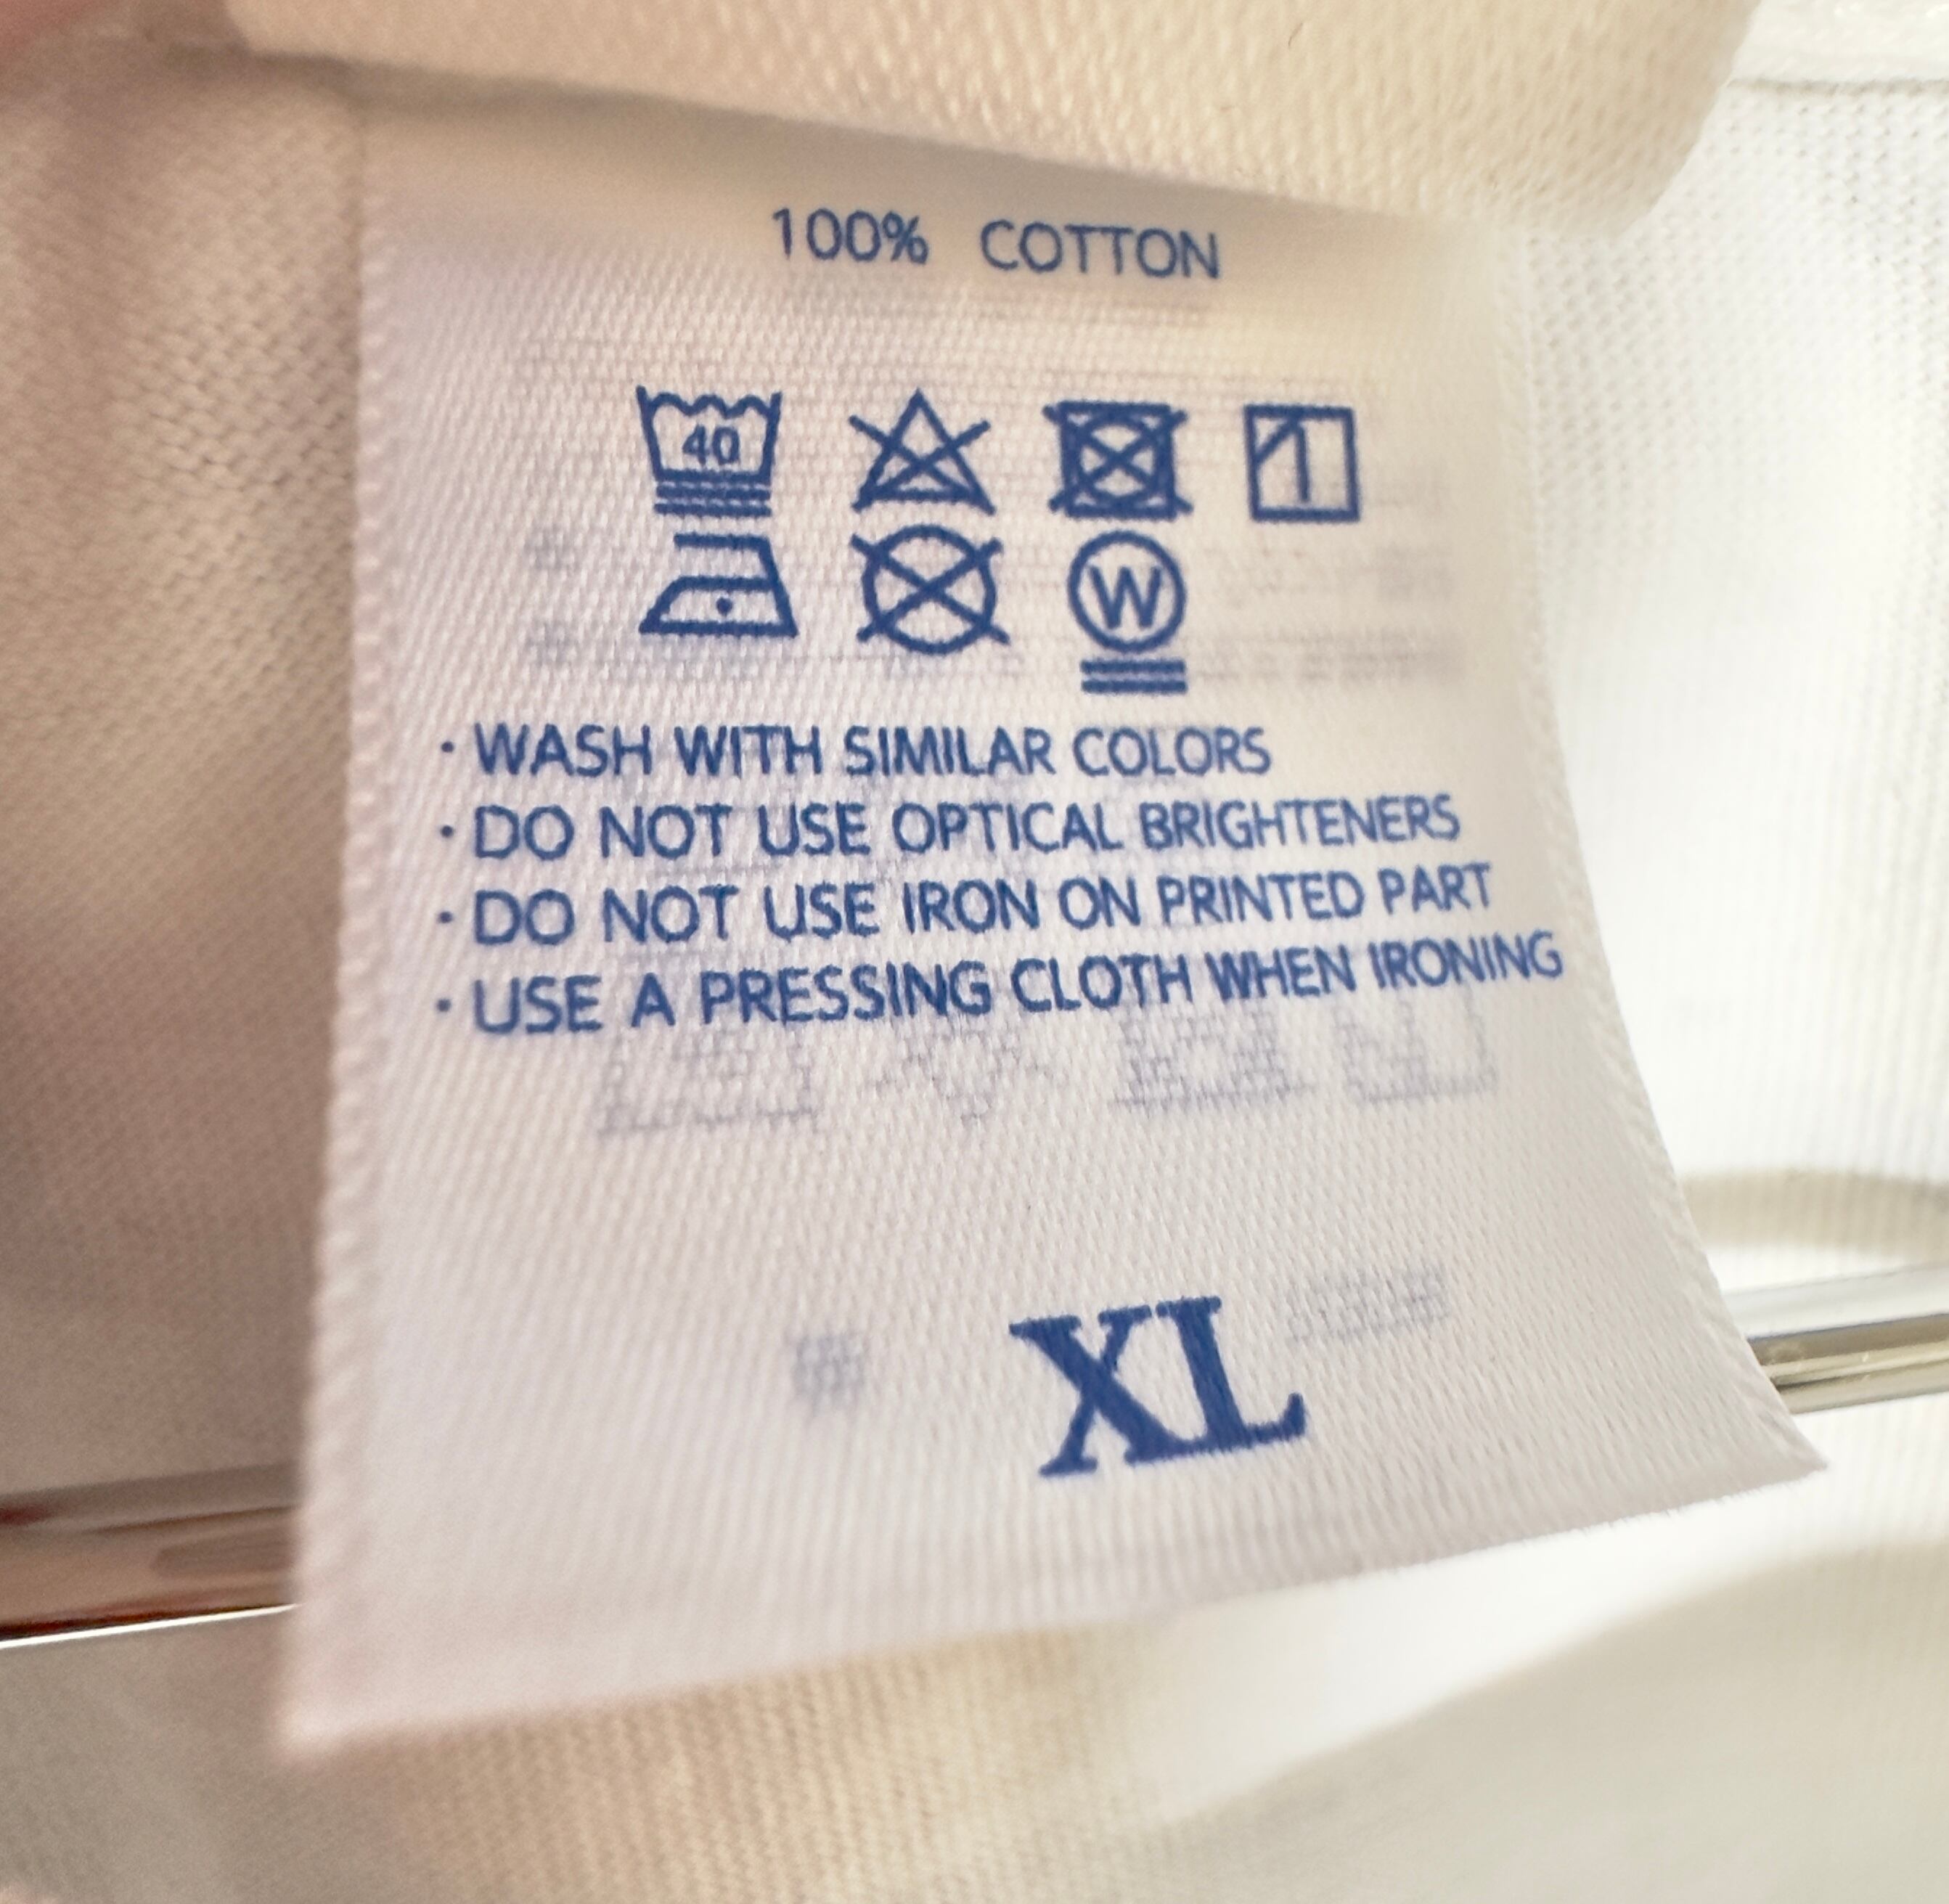 100% COTTON
40
W
· WASH WITH SIMILAR COLORS
· DO NOT USE OPTICAL BRIGHTENERS
· DO NOT USE IRON ON PRINTED PART
· USE A PRESSING CLOTH WHEN IRONING
XL